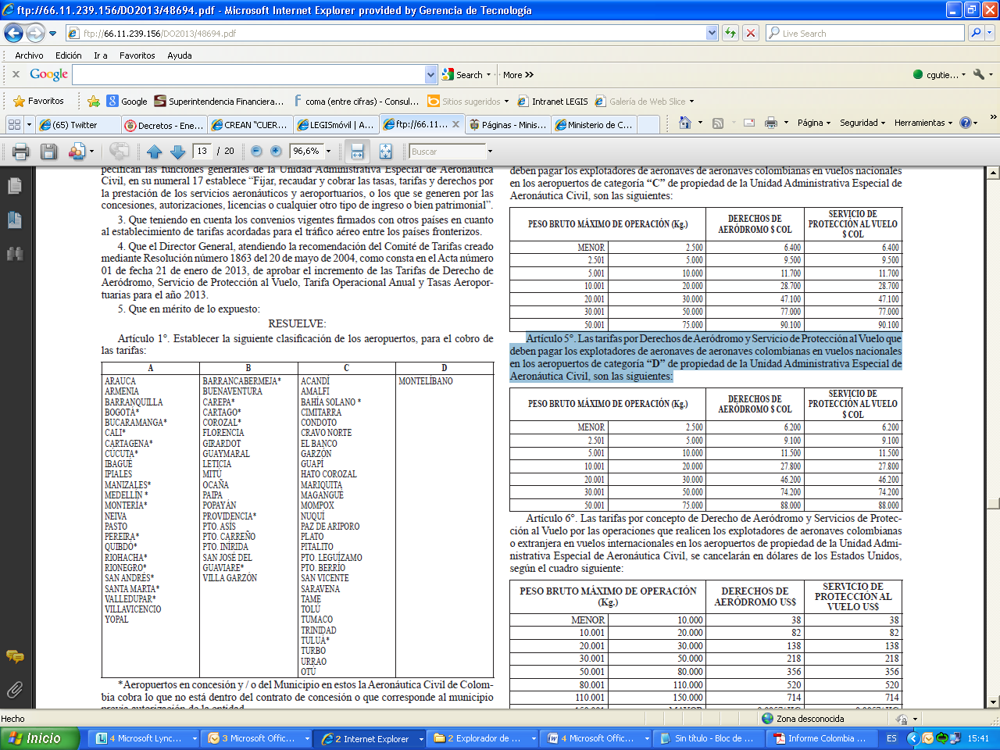 ftp://66.11.239.156/DO2013/48694.pdf - Microsoft Internet Explorer provided by Gerencia de Tecnología
ftp://66.11.239.156/DO2013/48694.pdf
Live Search
Archivo Edición Ir a Favoritos Ayuda
x Google Search More » cgutie...
Favoritos Google Superintendencia Financiera... coma (entre cifras) - Consul... Sitios sugeridos Intranet LEGIS Galería de Web Slice
(65) Twitter Decretos - Ene... CREAN "CUER... LEGISmóvil | A... ftp://66.11... Páginas - Minis... Ministerio de C... Página Seguridad Herramientas
13 / 20 96,6% Buscar
pecifican las funciones generales de la Unidad Administrativa Especial de Aeronáutica
Civil, en su numeral 17 establece “Fijar, recaudar y cobrar las tasas, tarifas y derechos por
la prestación de los servicios aeronáuticos y aeroportuarios, o los que se generen por las
concesiones, autorizaciones, licencias o cualquier otro tipo de ingreso o bien patrimonial”.
3. Que teniendo en cuenta los convenios vigentes firmados con otros países en cuanto
al establecimiento de tarifas acordadas para el tráfico aéreo entre los países fronterizos.
4. Que el Director General, atendiendo la recomendación del Comité de Tarifas creado
mediante Resolución número 1863 del 20 de mayo de 2004, como consta en el Acta número
01 de fecha 21 de enero de 2013, de aprobar el incremento de las Tarifas de Derecho de
Aeródromo, Servicio de Protección al Vuelo, Tarifa Operacional Anual y Tasas Aeropor-
tuarias para el año 2013.
5. Que en mérito de lo expuesto:
RESUELVE:
Artículo 1°. Establecer la siguiente clasificación de los aeropuertos, para el cobro de
las tarifas:
A B C D
ARAUCA BARRANCABERMEJA* ACANDÍ MONTELÍBANO
ARMENIA BUENAVENTURA AMALFI
BARRANQUILLA CAREPA* BAHÍA SOLANO *
BOGOTÁ* CARTAGO* CIMITARRA
BUCARAMANGA* COROZAL* CONDOTO
CALI* FLORENCIA CRAVO NORTE
CARTAGENA* GIRARDOT EL BANCO
CUCUTA* GUAYMARAL GARZÓN
IBAGUÉ LETICIA GUAPÍ
IPIALES MITÚ HATO COROZAL
MANIZALES* OCAÑA MARIQUITA
MEDELLÍN * PAIPA MAGANGUÉ
MONTERÍA* POPAYÁN MOMPOX
NEIVA PROVIDENCIA* NUQUÍ
PASTO PTO. ASÍS PAZ DE ARIPORO
PEREIRA* PTO. CARREÑO PLATO
QUIBDO* PTO. INÍRIDA PITALITO
RIOHACHA* SAN JOSÉ DEL PTO. LEGUÍZAMO
RIONEGRO* GUAVIARE* PTO. BERRÍO
SAN ANDRÉS* VILLA GARZÓN SAN VICENTE
SANTA MARTA* SARAVENA
VALLEDUPAR* TAME
VILLAVICENCIO TOLÚ
YOPAL TUMACO
TRINIDAD
TULUÁ*
TURBO
URRAO
OTÚ
*Aeropuertos en concesión y / o del Municipio en estos la Aeronáutica Civil de Colom-
bia cobra lo que no está dentro del contrato de concesión o que corresponde al municipio
previa autorización de la entidad.
deben pagar los explotadores de aeronaves de aeronaves colombianas en vuelos nacionales
en los aeropuertos de categoría “C” de propiedad de la Unidad Administrativa Especial de
Aeronáutica Civil, son las siguientes:
PESO BRUTO MÁXIMO DE OPERACIÓN (Kg.) DERECHOS DE AERÓDROMO $ COL SERVICIO DE PROTECCIÓN AL VUELO $ COL
MENOR 2.500 6.400 6.400
2.501 5.000 9.500 9.500
5.001 10.000 11.700 11.700
10.001 20.000 28.700 28.700
20.001 30.000 47.100 47.100
30.001 50.000 77.000 77.000
50.001 75.000 90.100 90.100
Artículo 5°. Las tarifas por Derechos de Aeródromo y Servicio de Protección al Vuelo que
deben pagar los explotadores de aeronaves de aeronaves colombianas en vuelos nacionales
en los aeropuertos de categoría “D” de propiedad de la Unidad Administrativa Especial de
Aeronáutica Civil, son las siguientes:
PESO BRUTO MÁXIMO DE OPERACIÓN (Kg.) DERECHOS DE AERÓDROMO $ COL SERVICIO DE PROTECCIÓN AL VUELO $ COL
MENOR 2.500 6.200 6.200
2.501 5.000 9.100 9.100
5.001 10.000 11.500 11.500
10.001 20.000 27.800 27.800
20.001 30.000 46.200 46.200
30.001 50.000 74.200 74.200
50.001 75.000 88.000 88.000
Artículo 6°. Las tarifas por concepto de Derecho de Aeródromo y Servicios de Protec-
ción al Vuelo por las operaciones que realicen los explotadores de aeronaves colombianas
o extranjera en vuelos internacionales en los aeropuertos de propiedad de la Unidad Admi-
nistrativa Especial de Aeronáutica Civil, se cancelarán en dólares de los Estados Unidos,
según el cuadro siguiente:
PESO BRUTO MÁXIMO DE OPERACIÓN (Kg.) DERECHOS DE AERÓDROMO US$ SERVICIO DE PROTECCIÓN AL VUELO US$
MENOR 10.000 38 38
10.001 20.000 82 82
20.001 30.000 138 138
30.001 50.000 218 218
50.001 80.000 356 356
80.001 110.000 520 520
110.001 150.000 714 714
Hecho Zona desconocida
Inicio 4 Microsoft Lync... 3 Microsoft Offic... 2 Internet Explorer 2 Explorador de ... 4 Microsoft Offic... Sin título - Bloc de ... Informe Colombia ... ES 15:41